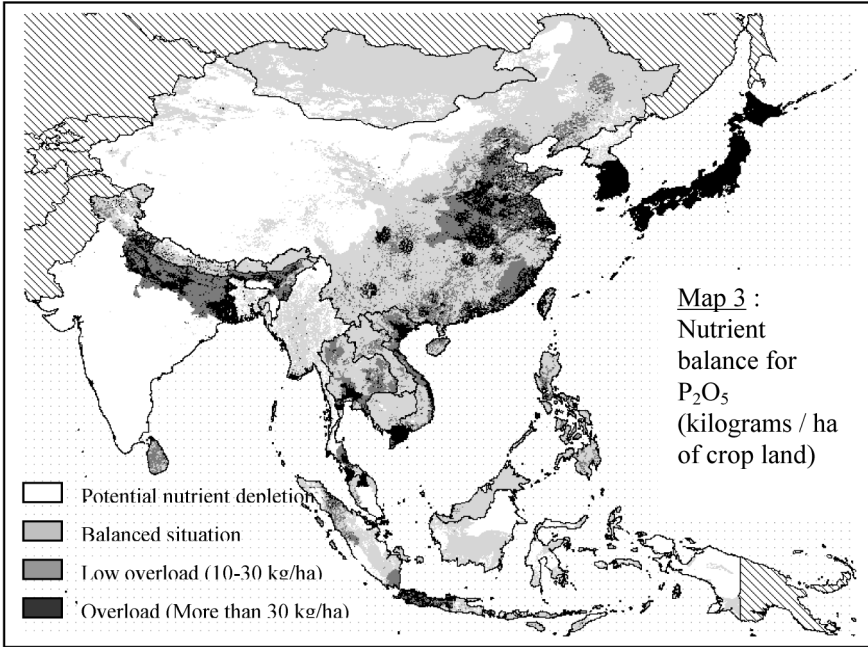 Map 3 :
Nutrient
balance for
P₂O₅
(kilograms / ha
of crop land)
Potential nutrient depletion
Balanced situation
Low overload (10-30 kg/ha)
Overload (More than 30 kg/ha)